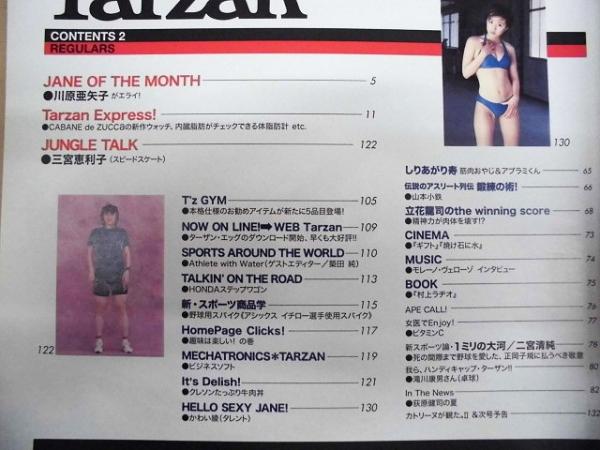 Tarzan
CONTENTS 2
REGULARS
JANE OF THE MONTH 5
●川原亜矢子 がエライ!
Tarzan Express! 11
●CABANE de ZUCCaの新作ウォッチ、内臓脂肪がチェックできる体脂肪計 etc.
JUNGLE TALK 122
●三宮恵利子 (スピードスケート)
122
T'z GYM 105
●本格仕様のお勧めアイテムが新たに5品目登場!
NOW ON LINE!➡WEB Tarzan 109
●ターザン・エッグのダウンロード開始、早くも大好評!!
SPORTS AROUND THE WORLD 110
●Athlete with Water(ゲストエディター/築田 純)
TALKIN' ON THE ROAD 113
●HONDAステップワゴン
新・スポーツ商品学 115
●野球用スパイク(アシックス イチロー選手使用スパイク)
HomePage Clicks! 117
●趣味は楽しい! の巻
MECHATRONICS*TARZAN 119
●ビジネスソフト
It's Delish! 121
●クレソンたっぷり牛肉丼
HELLO SEXY JANE! 130
●かわい綾(タレント)
130
しりあがり寿 筋肉おやじ&アブラミくん 65
伝説のアスリート列伝 鍛練の術! 66
●山本小鉄
立花龍司のthe winning score 68
●精神力が肉体を壊す!?
CINEMA 73
●『ギフト』『焼け石に水』
MUSIC 74
●モレーノ・ヴェローゾ インタビュー
BOOK 75
●『村上ラヂオ』
APE CALL! 76
女医でEnjoy! 77
●ビタミンC
新スポーツ論・1ミリの大河/二宮清純 78
●死の間際まで野球を愛した、正岡子規に払うべき敬意
我ら、ハンディキャップ・ターザン!! 80
●滝川康男さん(卓球)
In The News 82
●荻原健司の夏
カトリーヌが観た。 &次号予告 132